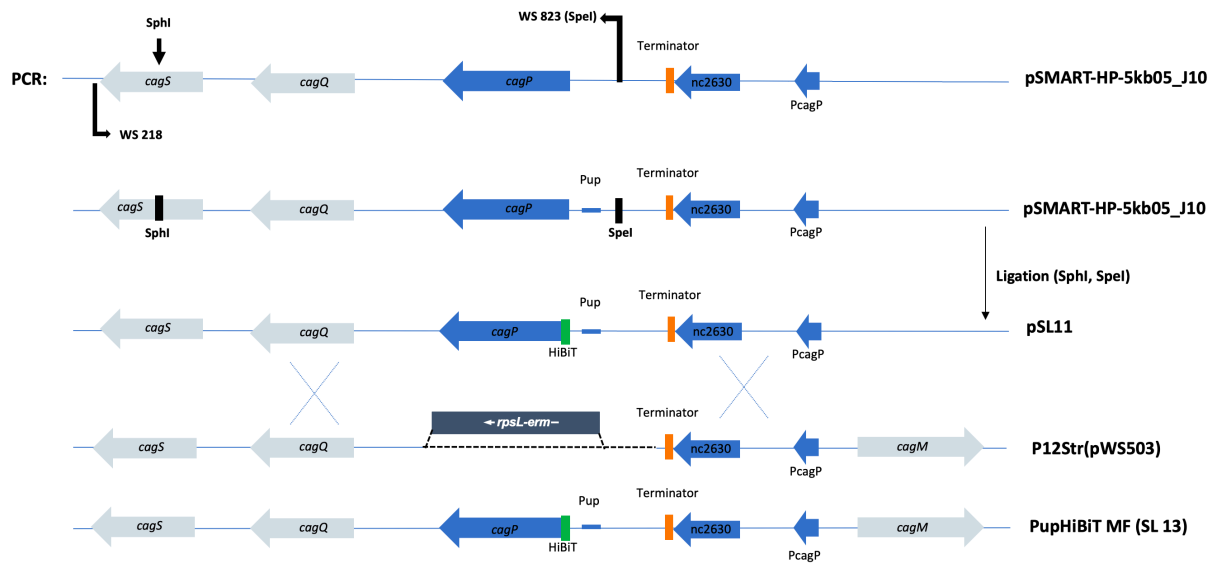 SphI
WS 823 (SpeI)
Terminator
PCR:
cagS
cagQ
cagP
nc2630
PcagP
pSMART-HP-5kb05_J10
WS 218
Pup
Terminator
cagS
cagQ
cagP
nc2630
PcagP
pSMART-HP-5kb05_J10
SphI
SpeI
Ligation (SphI, SpeI)
Pup
Terminator
cagS
cagQ
cagP
nc2630
PcagP
pSL11
HiBiT
rpsL-erm
Terminator
cagS
cagQ
nc2630
PcagP
cagM
P12Str(pWS503)
Pup
Terminator
cagS
cagQ
cagP
nc2630
PcagP
cagM
PupHiBiT MF (SL 13)
HiBiT